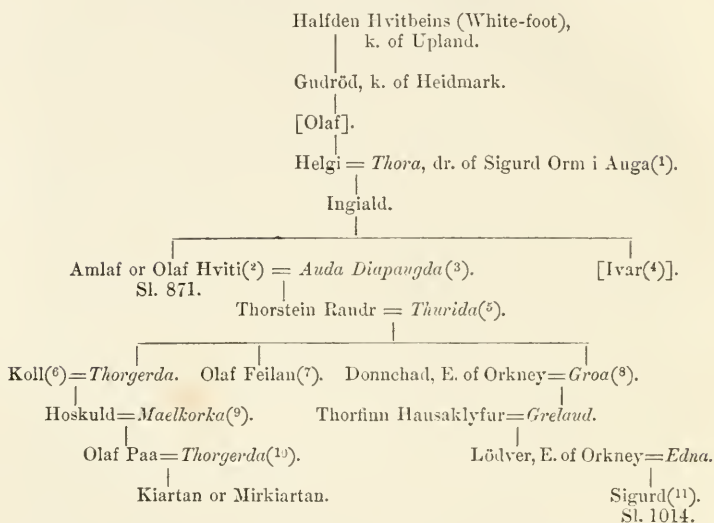 Halfden Hvitbeins (White-foot),
k. of Upland.
Gudröd, k. of Heidmark.
[Olaf].
Helgi = Thora, dr. of Sigurd Orm i Auga(¹).
Ingiald.
Amlaf or Olaf Hviti(²) = Auda Diapaugda(³). [Ivar(⁴)].
Sl. 871.
Thorstein Raudr = Thurida(⁵).
Koll(⁶)=Thorgerda. Olaf Feilan(⁷). Donnchad, E. of Orkney=Groa(⁸).
Hoskuld=Maelkorka(⁹). Thorfinn Hausaklyfur=Grelaud.
Olaf Paa=Thorgerda(¹⁰). Lödver, E. of Orkney=Edna.
Kiartan or Mirkiartan. Sigurd(¹¹).
Sl. 1014.